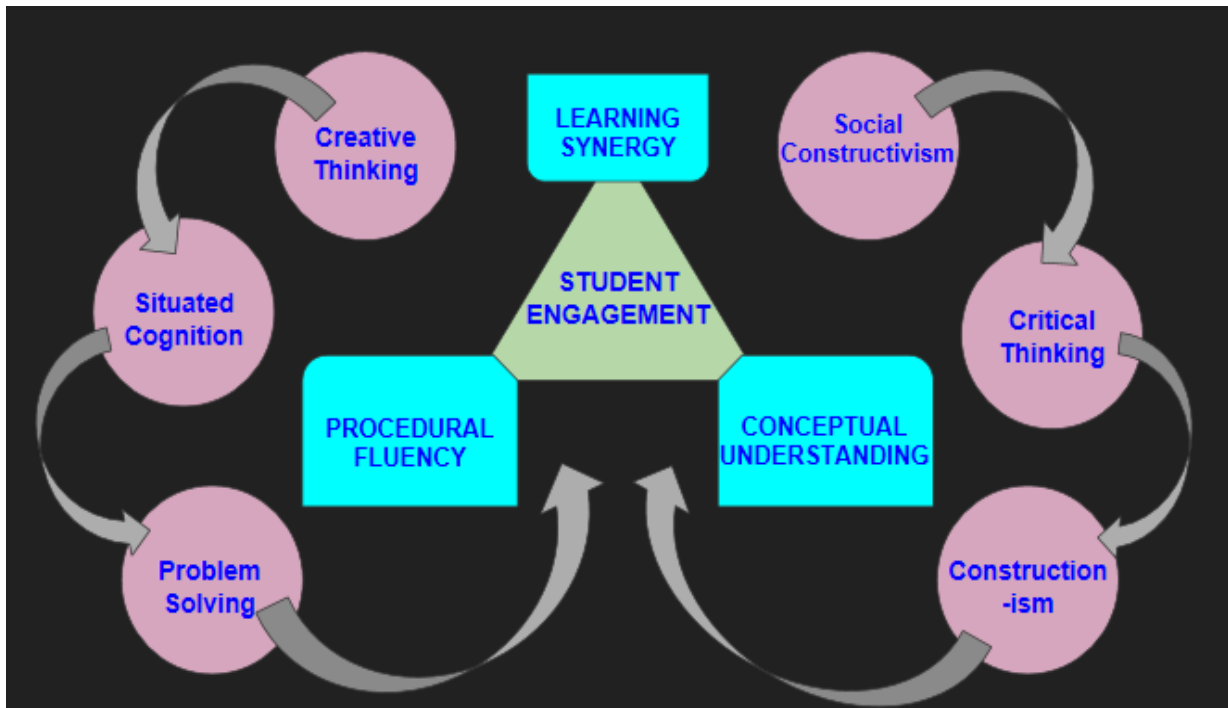 Creative
Thinking
LEARNING
SYNERGY
Social
Constructivism
Situated
Cognition
STUDENT
ENGAGEMENT
Critical
Thinking
PROCEDURAL
FLUENCY
CONCEPTUAL
UNDERSTANDING
Problem
Solving
Construction
-ism